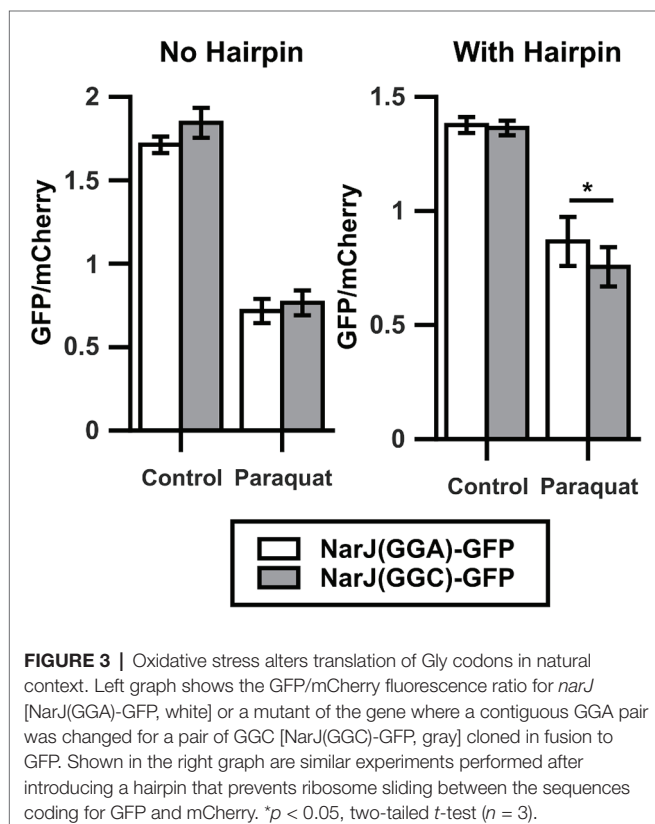 No Hairpin
With Hairpin
GFP/mCherry
2
1.5
1
0.5
0
Control Paraquat
GFP/mCherry
1.5
1
0.5
0
*
Control Paraquat
NarJ(GGA)-GFP
NarJ(GGC)-GFP
FIGURE 3 | Oxidative stress alters translation of Gly codons in natural
context. Left graph shows the GFP/mCherry fluorescence ratio for narJ
[NarJ(GGA)-GFP, white] or a mutant of the gene where a contiguous GGA pair
was changed for a pair of GGC [NarJ(GGC)-GFP, gray] cloned in fusion to
GFP. Shown in the right graph are similar experiments performed after
introducing a hairpin that prevents ribosome sliding between the sequences
coding for GFP and mCherry. *p < 0.05, two-tailed t-test (n = 3).